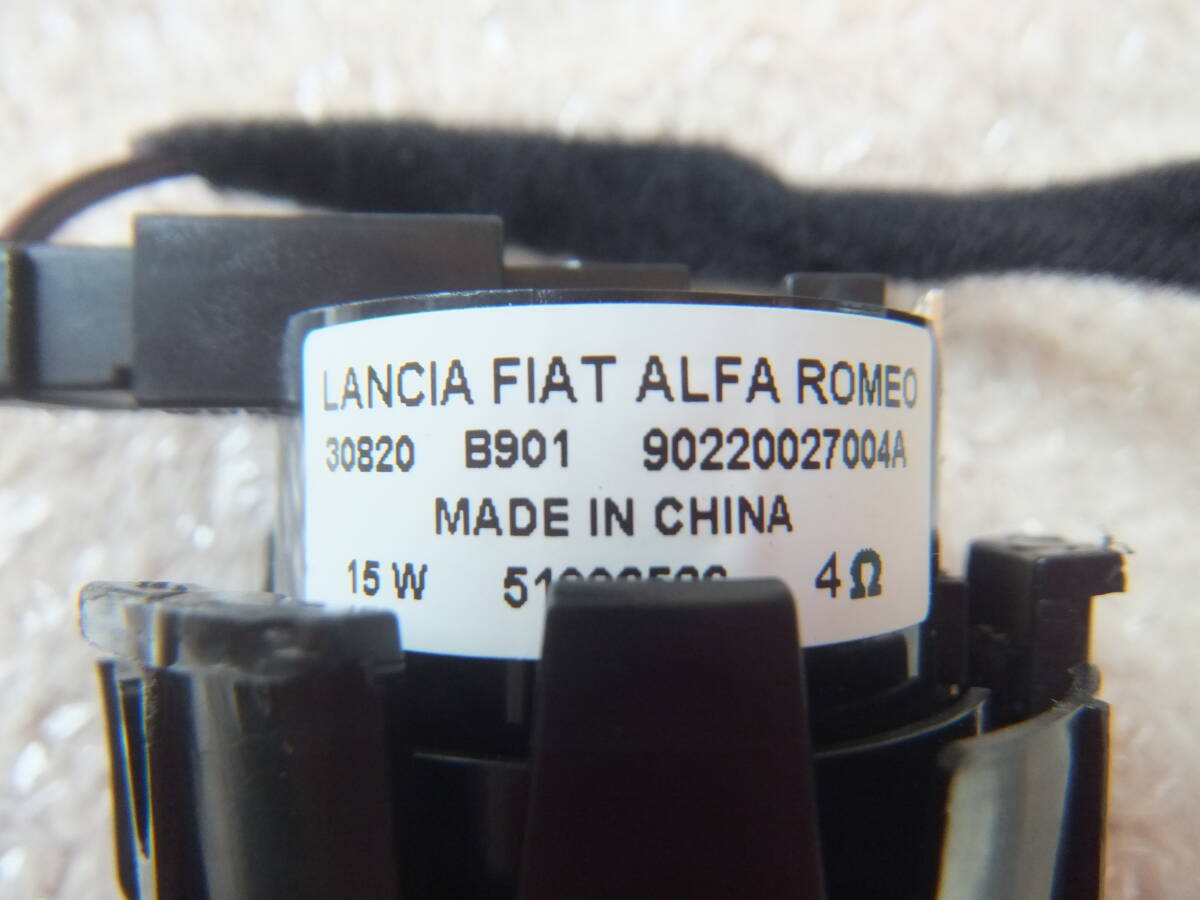 LANCIA FIAT ALFA ROMEO
30820 B901 90220027004A
MADE IN CHINA
15 W 4Ω